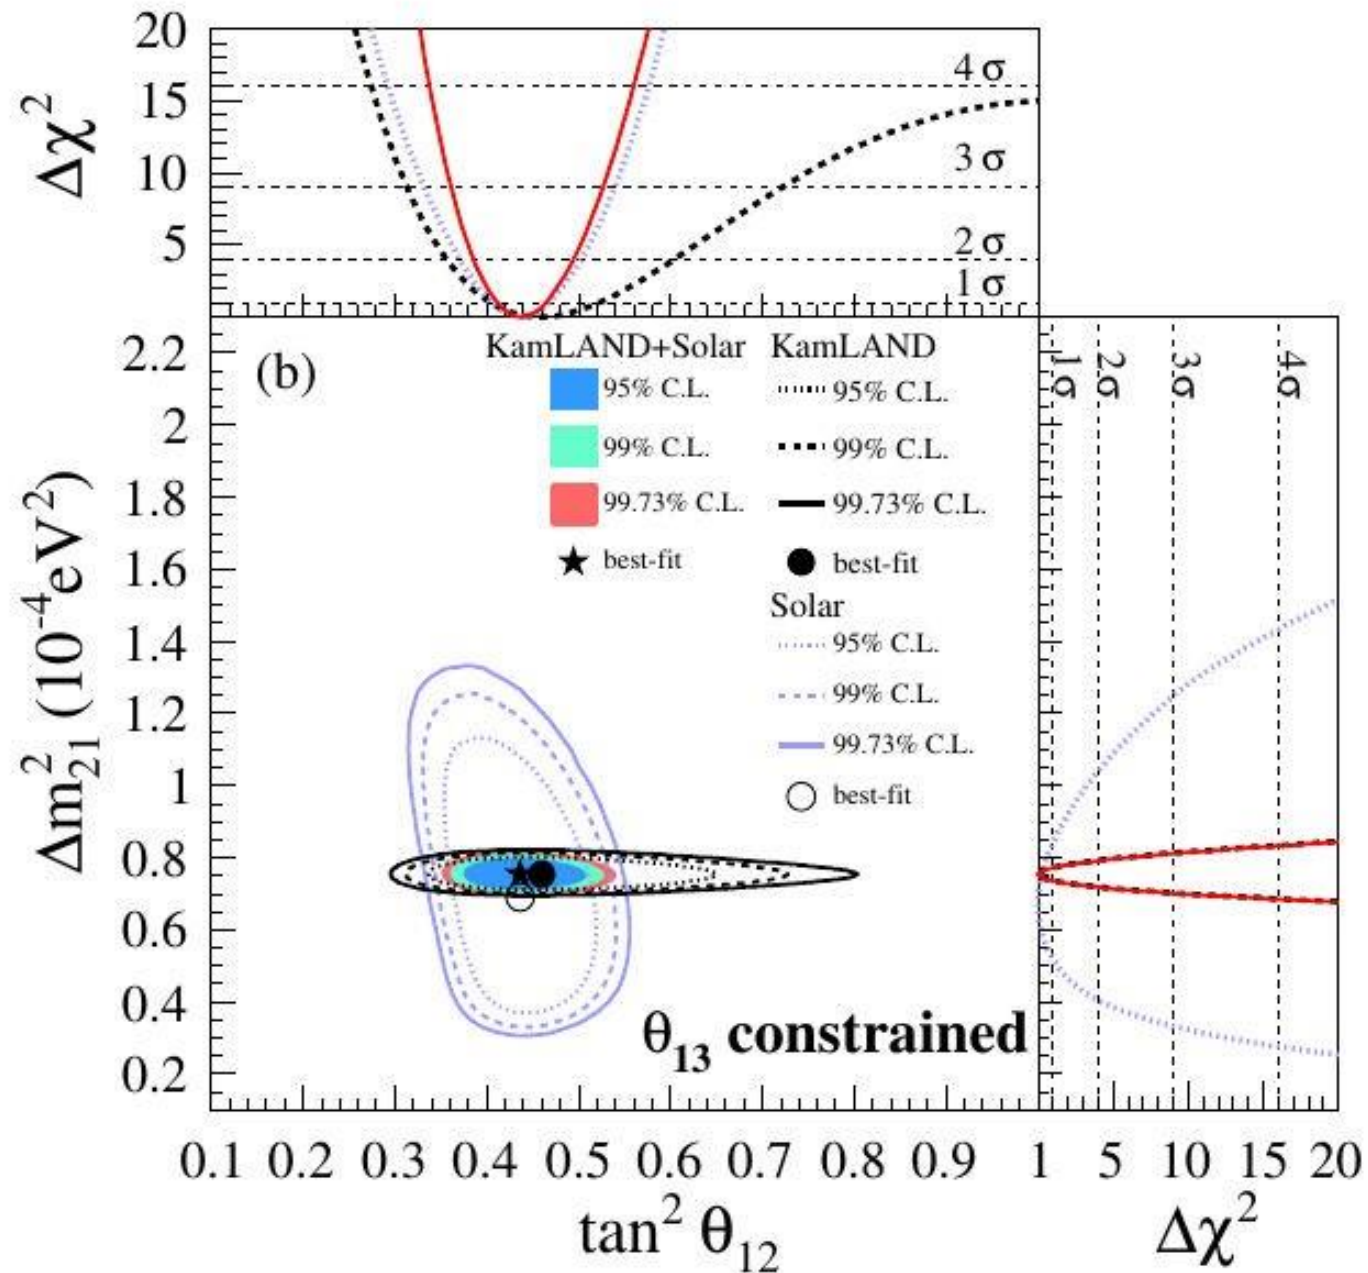 20
15
10
5
Δχ²
4σ
3σ
2σ
1σ
(b)
KamLAND+Solar
95% C.L.
99% C.L.
99.73% C.L.
best-fit
KamLAND
95% C.L.
99% C.L.
99.73% C.L.
best-fit
Solar
95% C.L.
99% C.L.
99.73% C.L.
best-fit
1σ 2σ 3σ 4σ
2.2
2
1.8
1.6
1.4
1.2
1
0.8
0.6
0.4
0.2
Δm²₂₁ (10⁻⁴eV²)
θ₁₃ constrained
0.1 0.2 0.3 0.4 0.5 0.6 0.7 0.8 0.9 1 5 10 15 20
tan² θ₁₂
Δχ²